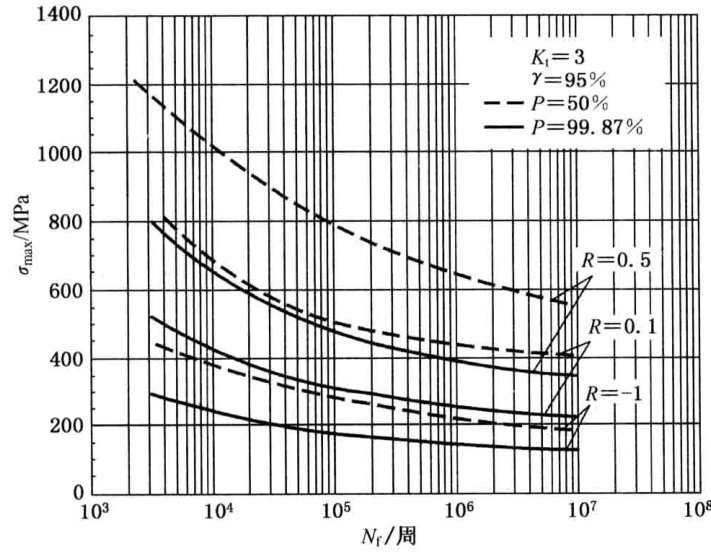 1400
1200
1000
800
600
400
200
0
σmax/MPa
Kt=3
γ=95%
P=50%
P=99.87%
R=0.5
R=0.1
R=-1
10³ 10⁴ 10⁵ 10⁶ 10⁷ 10⁸
Nf/周